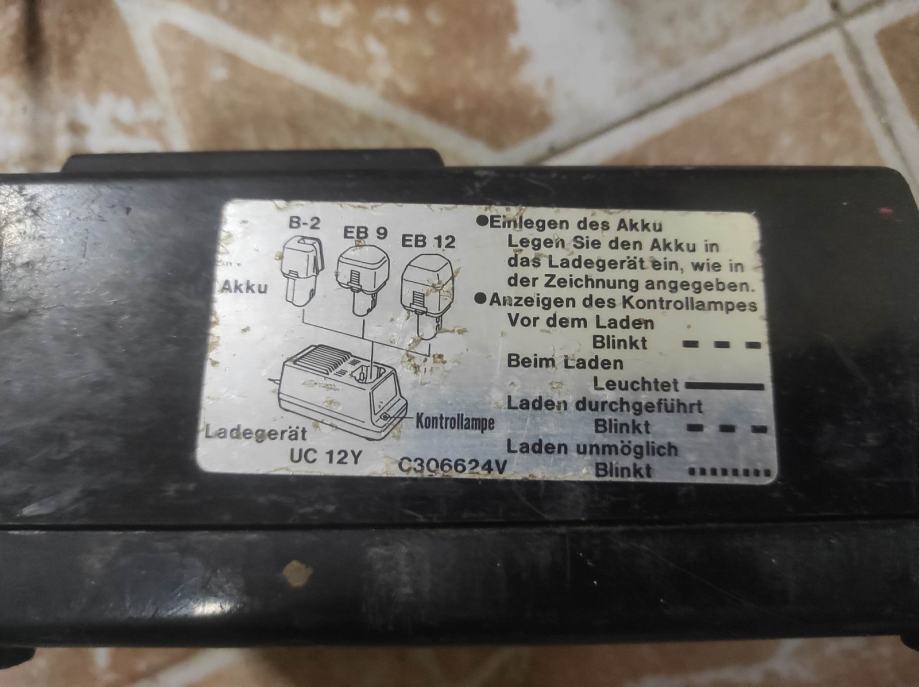 B-2
EB 9
EB 12
Akku
Kontrollampe
Ladegerät
UC 12Y
C306624V
●Einlegen des Akku
Legen Sie den Akku in
das Ladegerät ein, wie in
der Zeichnung angegeben.
●Anzeigen des Kontrollampes
Vor dem Laden
Blinkt
Beim Laden
Leuchtet
Laden durchgeführt
Blinkt
Laden unmöglich
Blinkt